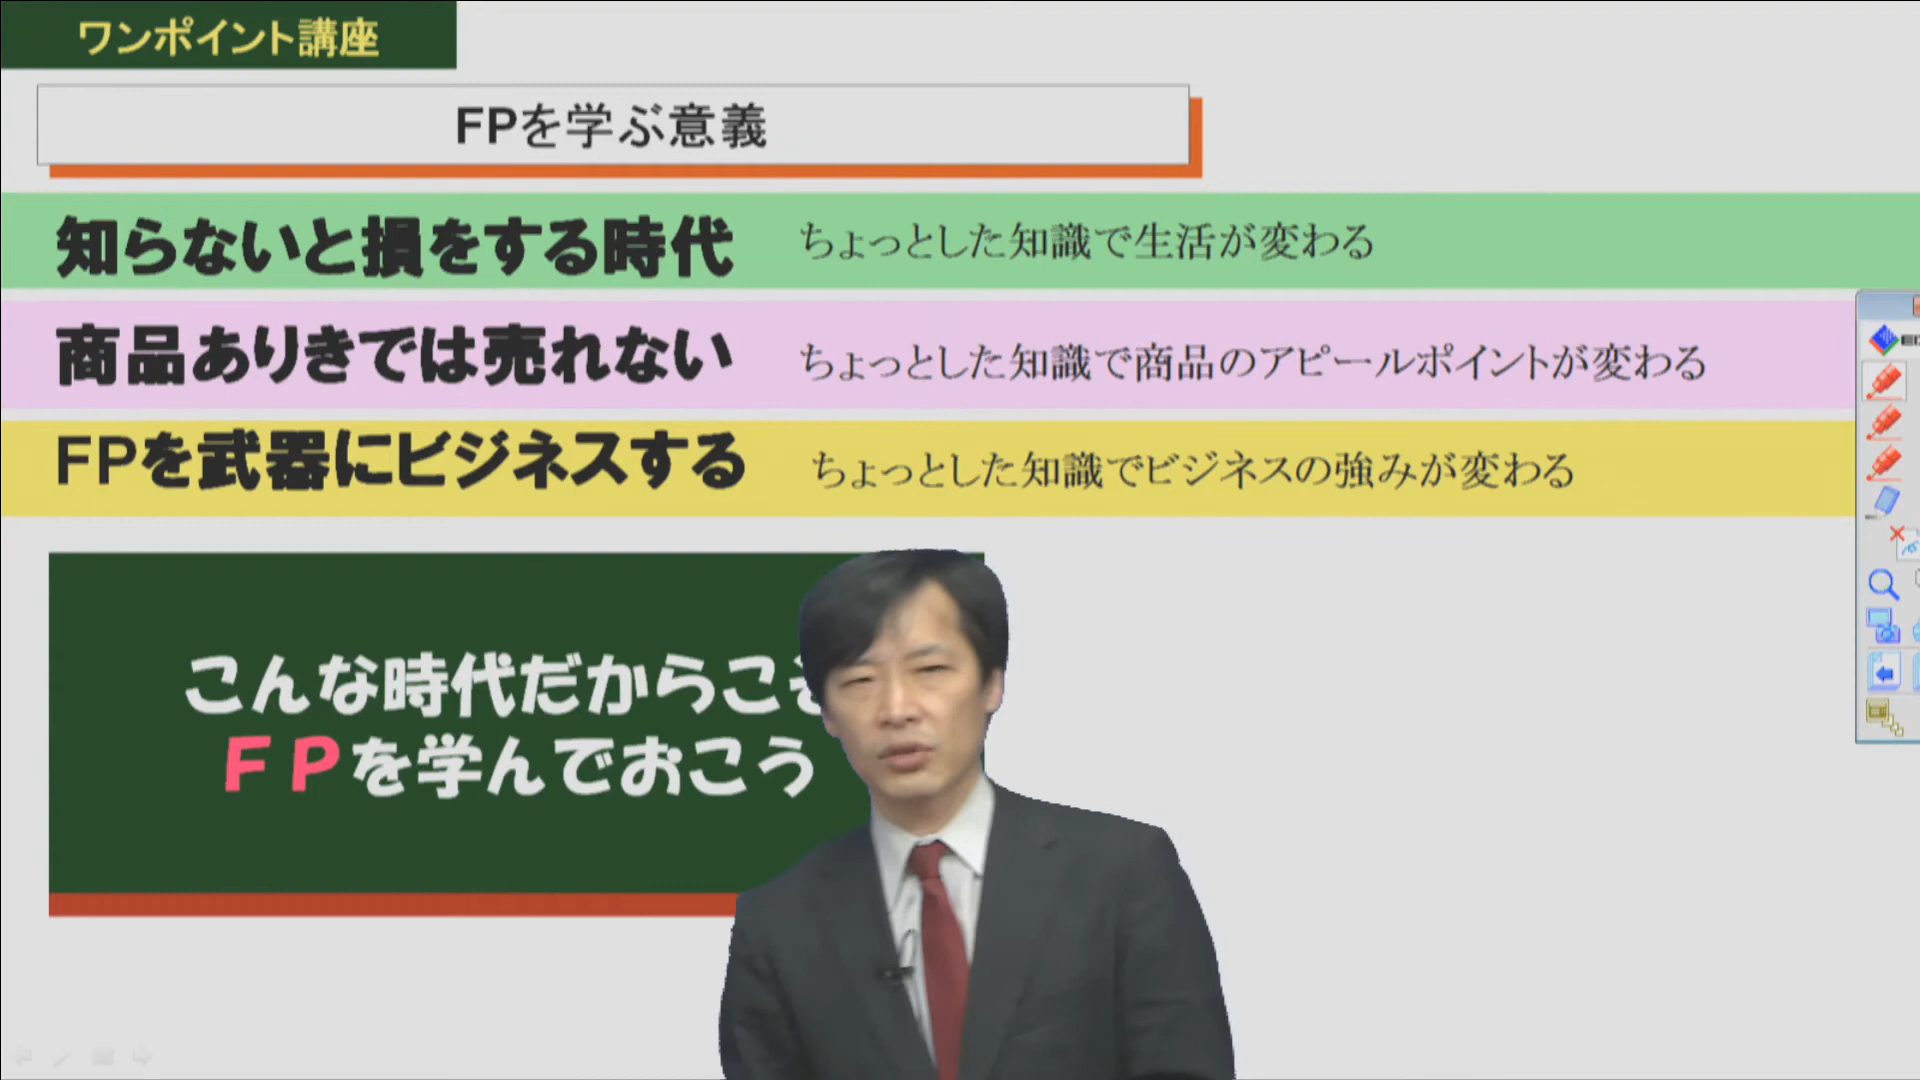 ワンポイント講座
FPを学ぶ意義
知らないと損をする時代
ちょっとした知識で生活が変わる
商品ありきでは売れない
ちょっとした知識で商品のアピールポイントが変わる
FPを武器にビジネスする
ちょっとした知識でビジネスの強みが変わる
こんな時代だからこそ
ＦＰを学んでおこう